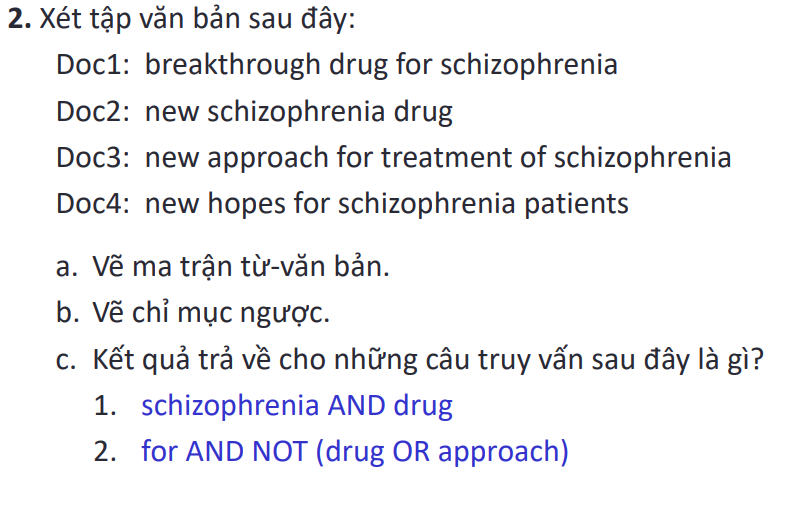 2. Xét tập văn bản sau đây:
Doc1: breakthrough drug for schizophrenia
Doc2: new schizophrenia drug
Doc3: new approach for treatment of schizophrenia
Doc4: new hopes for schizophrenia patients
a. Vẽ ma trận từ-văn bản.
b. Vẽ chỉ mục ngược.
c. Kết quả trả về cho những câu truy vấn sau đây là gì?
1. schizophrenia AND drug
2. for AND NOT (drug OR approach)